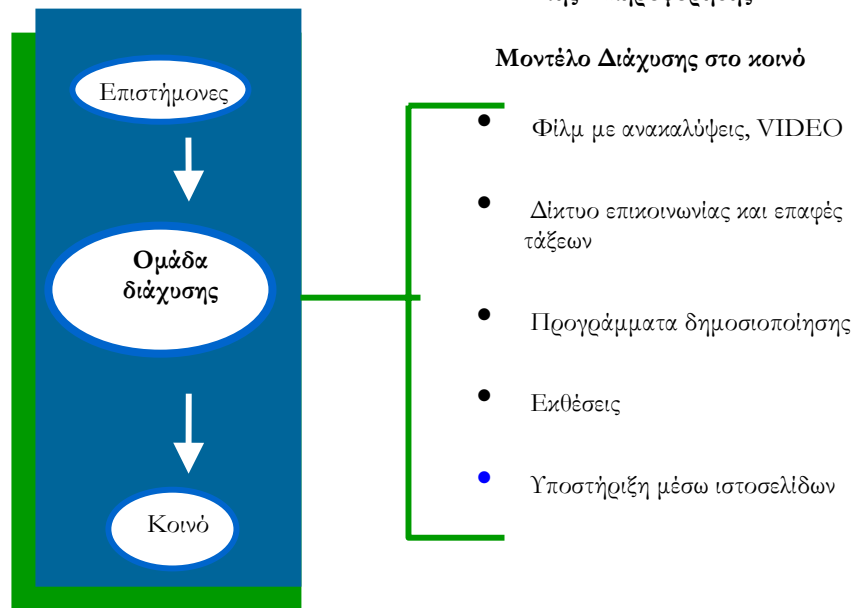 Μοντέλο Διάχυσης στο κοινό
Επιστήμονες
Ομάδα
διάχυσης
Κοινό
• Φίλμ με ανακαλύψεις, VIDEO
• Δίκτυο επικοινωνίας και επαφές
τάξεων
• Προγράμματα δημοσιοποίησης
• Εκθέσεις
• Υποστήριξη μέσω ιστοσελίδων